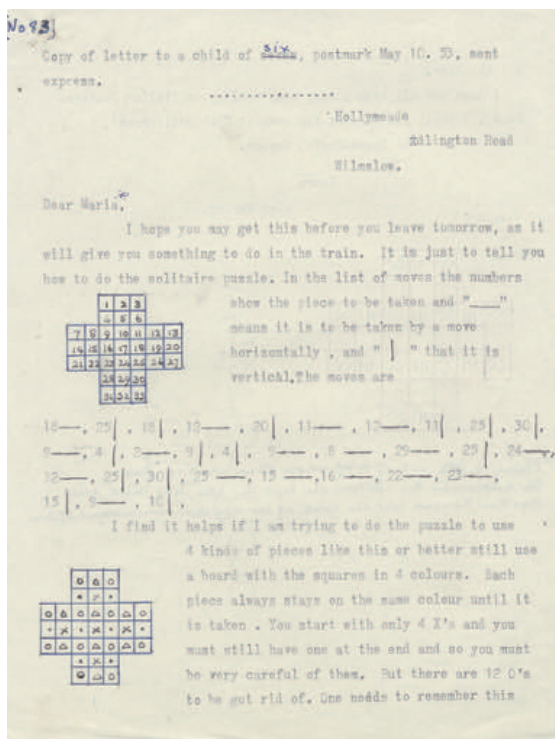 [No 93]
Copy of letter to a child of six, postmark May 10. 53, sent
express.
..................
Hollymeade
Adlington Road
Wilmslow.
Dear Maria,
I hope you may get this before you leave tomorrow, as it
will give you something to do in the train. It is just to tell you
how to do the solitaire puzzle. In the list of moves the numbers
show the piece to be taken and "___"
means it is to be taken by a move
horizontally , and " | " that it is
vertical. The moves are
1 2 3
4 5 6
7 8 9 10 11 12 13
14 15 16 17 18 19 20
21 22 23 24 25 26 27
28 29 30
31 32 33
25| , 18| , 20| , 11— , 12— , 11| , 25| , 30| ,
9— , 4 | , 2— , 9 | , 4 | , 9— , 8 — , 29— , 25 | , 24—,
32— , 25| , 30| , 25 — , 15 — ,16— , 22— , 23— ,
15 | , 9— , 10 | .
I find it helps if I am trying to do the puzzle to use
4 kinds of pieces like this or better still use
a board with the squares in 4 colours. Each
piece always stays on the same colour until it
is taken . You start with only 4 X's and you
must still have one at the end and so you must
be very careful of them. But there are 12 O's
to be got rid of. One needs to remember this